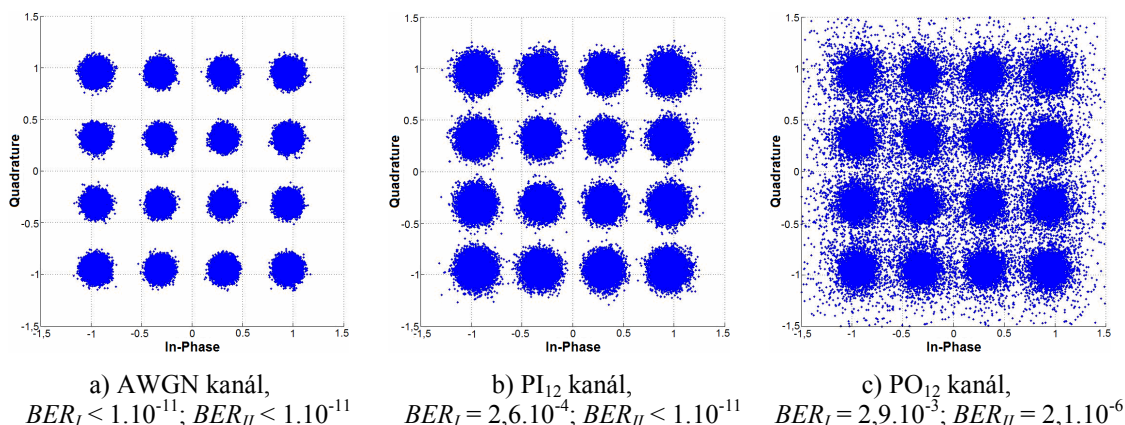 1.5
1
0.5
0
-0.5
-1
-1.5
-1,5 -1 -0.5 0 0.5 1 1.5
Quadrature
In-Phase
1.5
1
0.5
0
-0.5
-1
-1.5
-1.5 -1 -0.5 0 0.5 1 1.5
Quadrature
In-Phase
1.5
1
0.5
0
-0.5
-1
-1.5
-1.5 -1 -0.5 0 0.5 1 1.5
Quadrature
In-Phase
a) AWGN kanál,
BER_I < 1.10^-11; BER_II < 1.10^-11
b) PI_12 kanál,
BER_I = 2,6.10^-4; BER_II < 1.10^-11
c) PO_12 kanál,
BER_I = 2,9.10^-3; BER_II = 2,1.10^-6